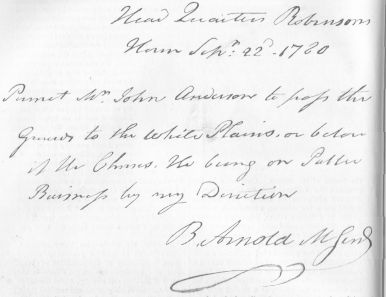 Head Quarters Robinsons
House Sepr. 22d. 1780
Permit Mr. John Anderson to pass the
Guards to the White Plains, or below
if He Chuses. He being on Public
Buisness by my Direction
B. Arnold M Genl